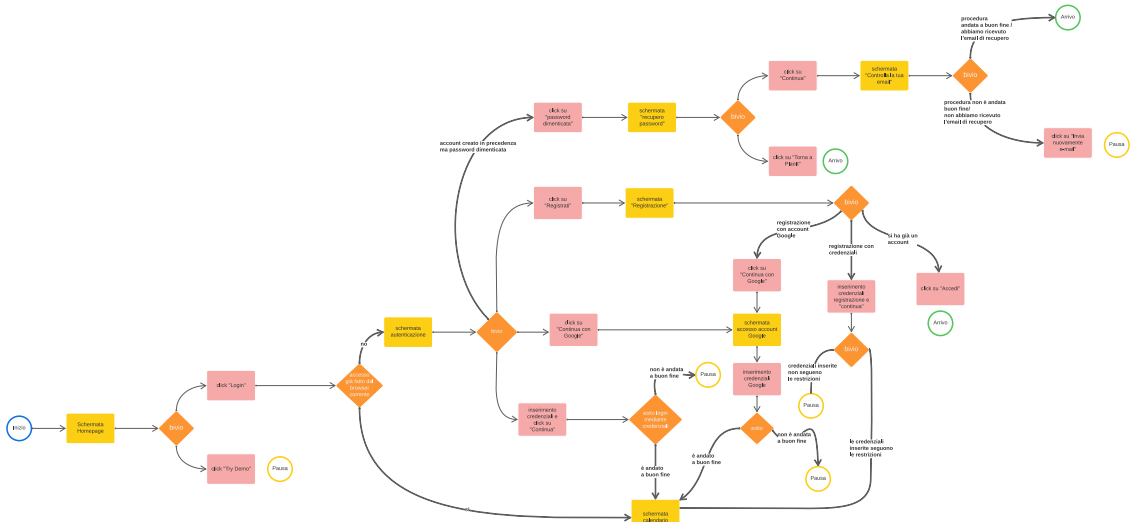 procedura
andata a buon fine /
abbiamo ricevuto
l'email di recupero
Arrivo
click su
"Continua"
schermata
"Controlla la tua
email"
bivio
procedura non è andata
buon fine/
non abbiamo ricevuto
l'email di recupero
click su "Invia
nuovamente
e-mail"
Pausa
click su
"password
dimenticata"
schermata
"recupero
password"
bivio
click su "Torna a
PlanIt"
Arrivo
account creato in precedenza
ma password dimenticata
click su
"Registrati"
schermata
"Registrazione"
bivio
registrazione
con account
Google
registrazione con
credenziali
si ha già un
account
click su
"Continua con
Google"
inserimento
credenziali
registrazione e
"continua"
click su "Accedi"
Arrivo
schermata
autenticazione
bivio
click su
"Continua con
Google"
schermata
accesso account
Google
bivio
no
accesso
già fatto dal
browser
corrente
click "Login"
non è andata
a buon fine
Pausa
inserimento
credenziali
Google
credenziali inserite
non seguono
le restrizioni
Pausa
Inizio
Schermata
Homepage
bivio
inserimento
credenziali e
click su
"Continua"
esito login
mediante
credenziali
esito
non è andata
a buon fine
le credenziali
inserite seguono
le restrizioni
click "Try Demo"
Pausa
è andato
a buon fine
è andato
a buon fine
Pausa
schermata
calendario